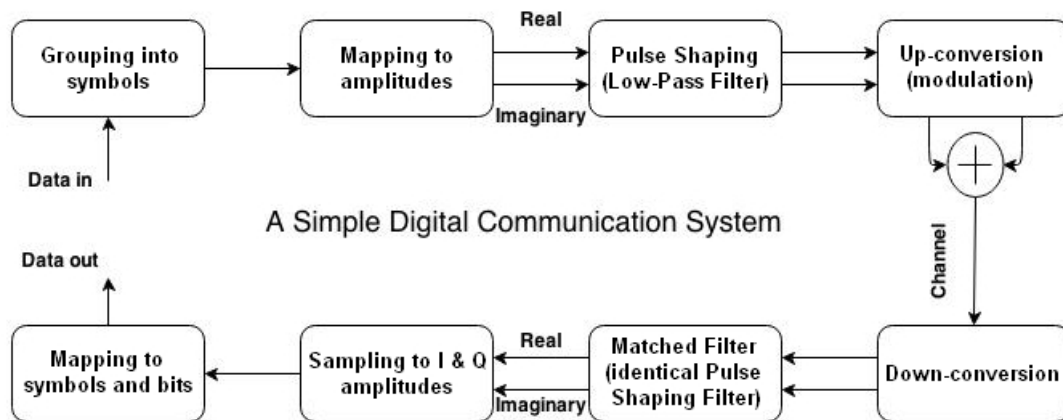 Real
Grouping into
symbols
Mapping to
amplitudes
Pulse Shaping
(Low-Pass Filter)
Up-conversion
(modulation)
Imaginary
Data in
A Simple Digital Communication System
Channel
Data out
Mapping to
symbols and bits
Sampling to I & Q
amplitudes
Real
Imaginary
Matched Filter
(identical Pulse
Shaping Filter)
Down-conversion